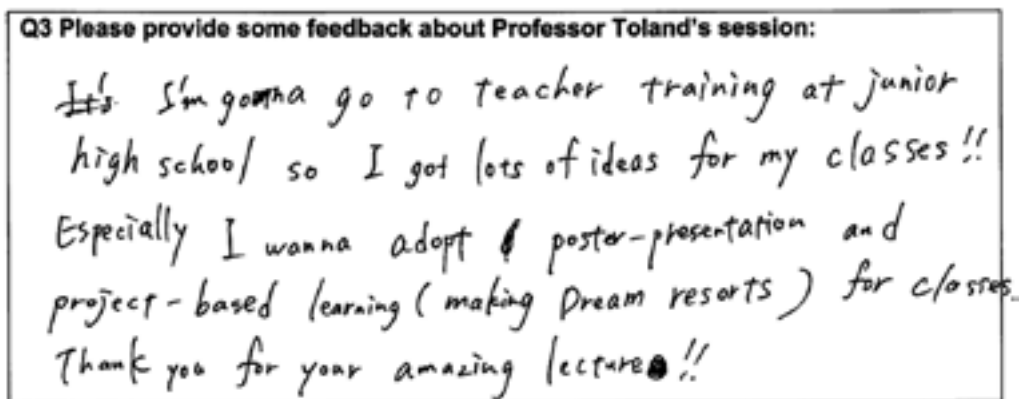 Q3 Please provide some feedback about Professor Toland's session:
It's I'm gonna go to teacher training at junior
high school so I got lots of ideas for my classes!!
Especially I wanna adopt poster-presentation and
project-based learning (making Dream resorts) for classes.
Thank you for your amazing lecture!!